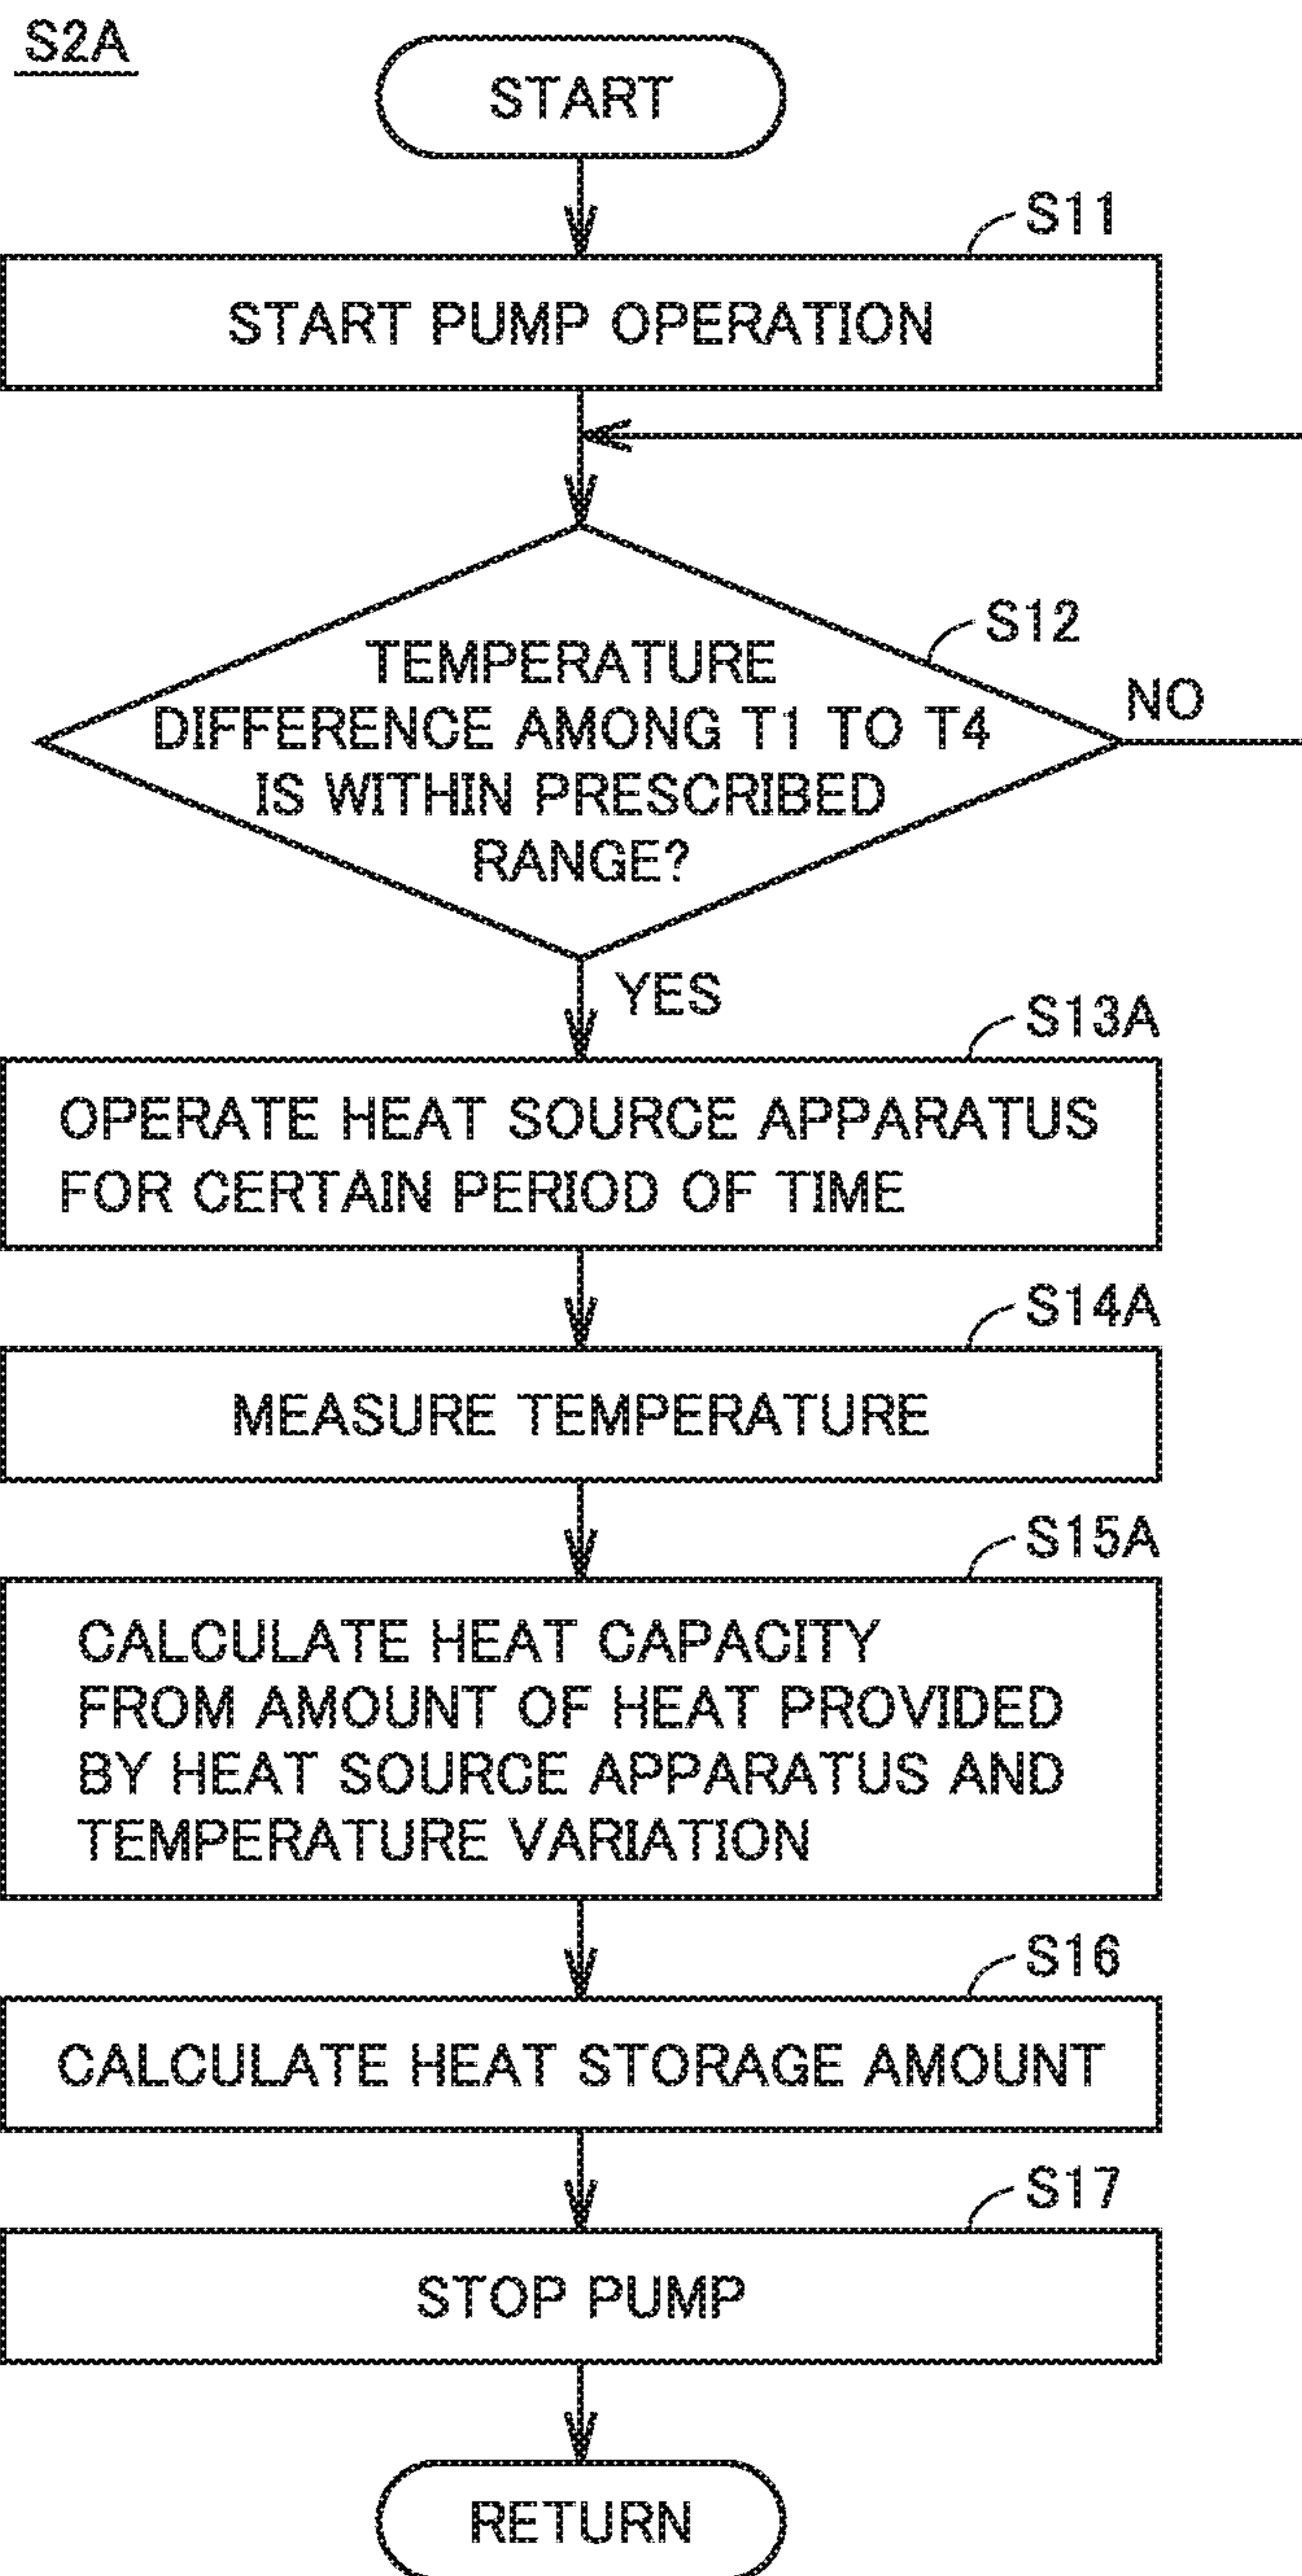 S2A
START
S11
START PUMP OPERATION
S12
TEMPERATURE
DIFFERENCE AMONG T1 TO T4
IS WITHIN PRESCRIBED
RANGE?
NO
YES
S13A
OPERATE HEAT SOURCE APPARATUS
FOR CERTAIN PERIOD OF TIME
S14A
MEASURE TEMPERATURE
S15A
CALCULATE HEAT CAPACITY
FROM AMOUNT OF HEAT PROVIDED
BY HEAT SOURCE APPARATUS AND
TEMPERATURE VARIATION
S16
CALCULATE HEAT STORAGE AMOUNT
S17
STOP PUMP
RETURN